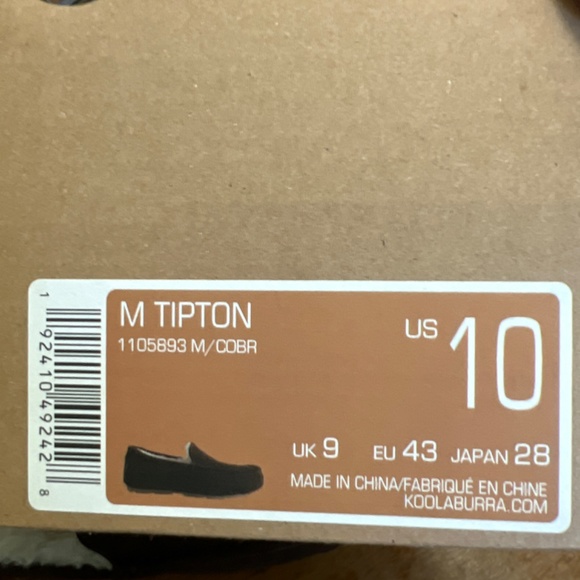 M TIPTON
1105893 M/COBR
US 10
UK 9 EU 43 JAPAN 28
MADE IN CHINA/FABRIQUÉ EN CHINE
KOOLABURRA.COM
1 92410 49242 8